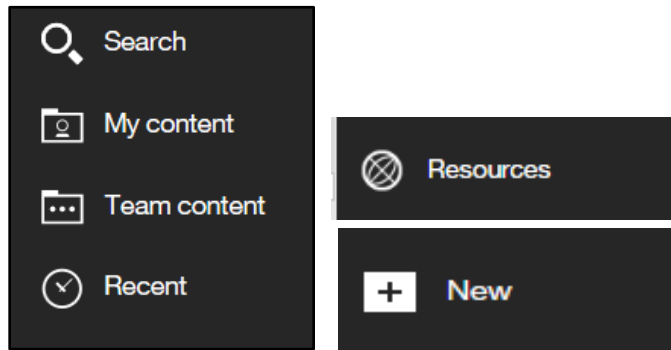 Search
My content
Team content
Recent
Resources
New